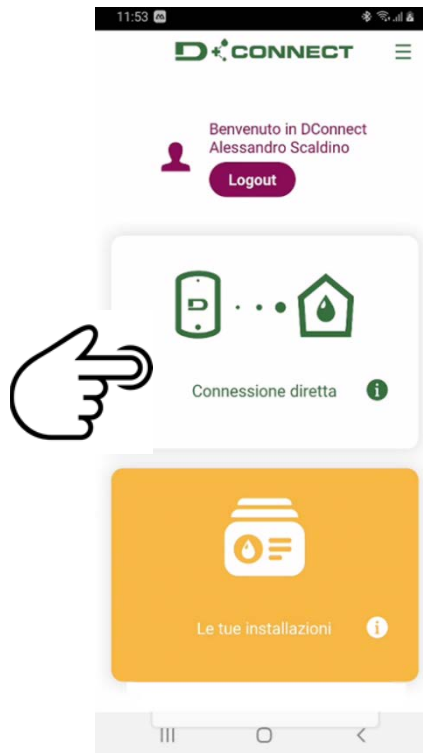 11:53
D CONNECT
Benvenuto in DConnect
Alessandro Scaldino
Logout
D
Connessione diretta i
Le tue installazioni i